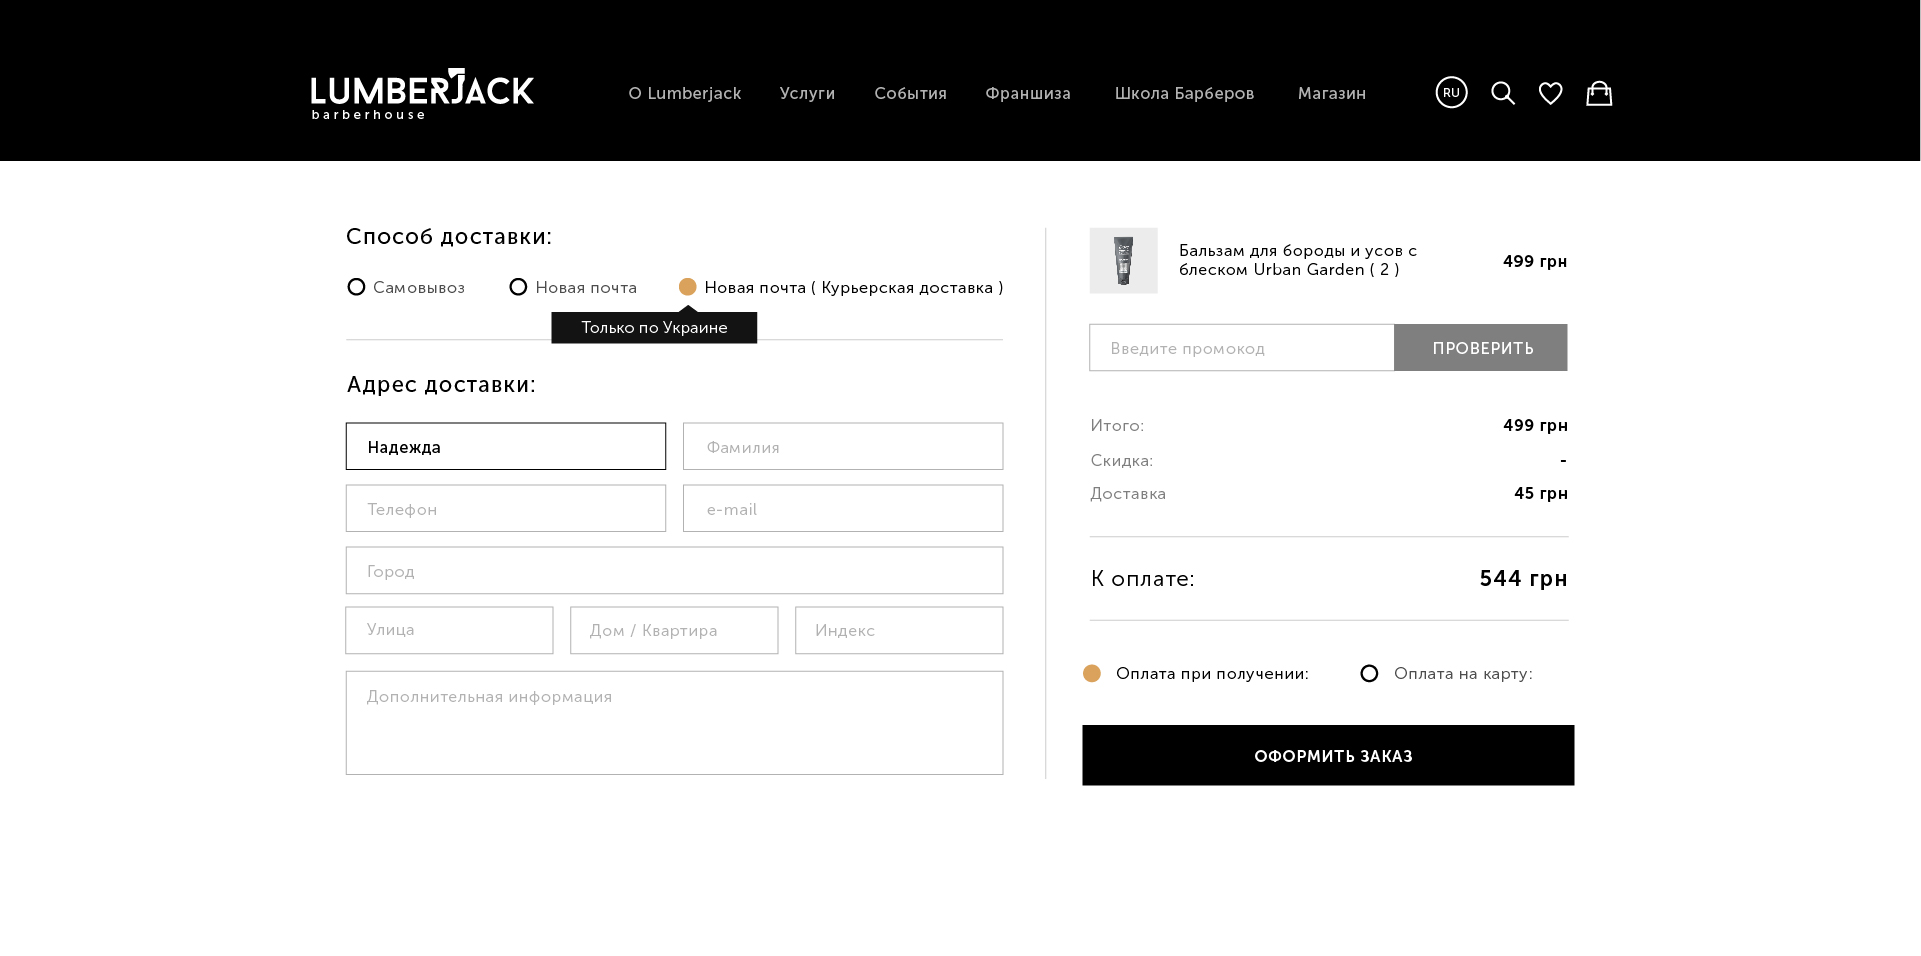 LUMBERJACK
barberhouse
О Lumberjack Услуги События Франшиза Школа Барберов Магазин RU
Способ доставки:
Самовывоз Новая почта Новая почта ( Курьерская доставка )
Только по Украине
Адрес доставки:
Надежда Фамилия
Телефон e-mail
Город
Улица Дом / Квартира Индекс
Дополнительная информация
Бальзам для бороды и усов с
блеском Urban Garden ( 2 )
499 грн
Введите промокод ПРОВЕРИТЬ
Итого: 499 грн
Скидка: -
Доставка 45 грн
К оплате: 544 грн
Оплата при получении: Оплата на карту:
ОФОРМИТЬ ЗАКАЗ